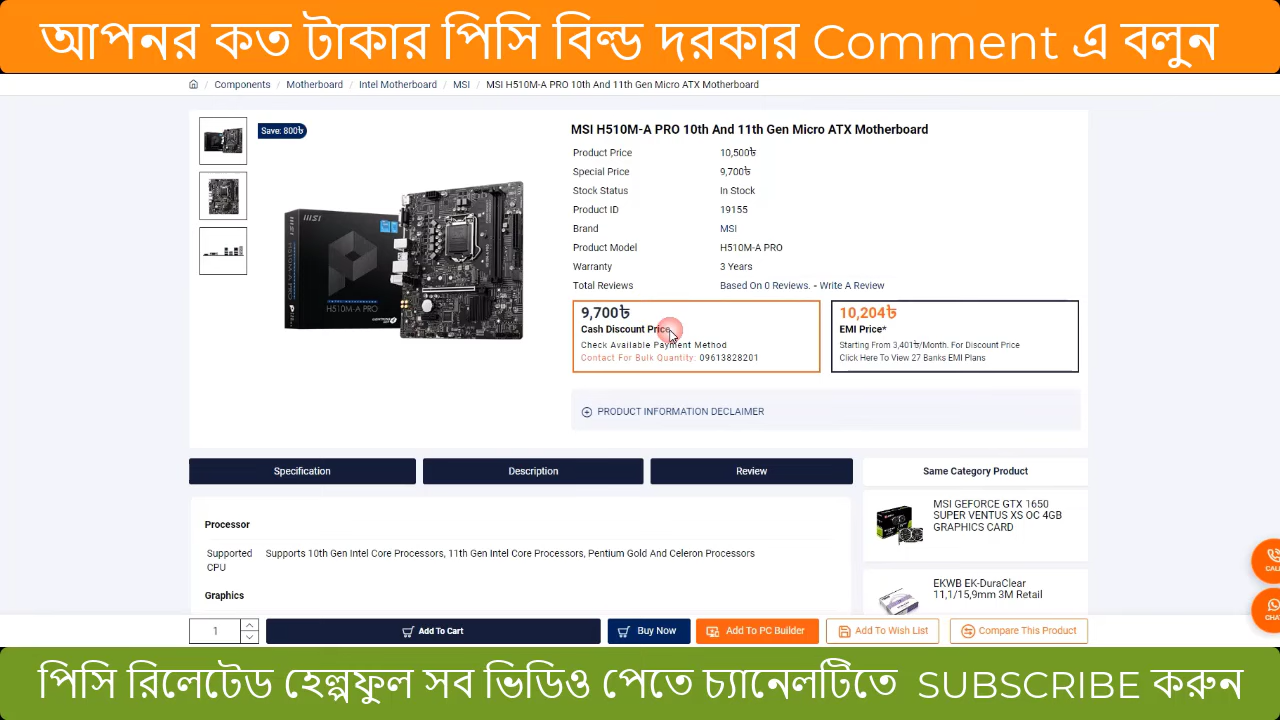 আপনর কত টাকার পিসি বিল্ড দরকার Comment এ বলুন
Components / Motherboard / Intel Motherboard / MSI / MSI H510M-A PRO 10th And 11th Gen Micro ATX Motherboard
Save: 800৳
MSI H510M-A PRO 10th And 11th Gen Micro ATX Motherboard
Product Price 10,500৳
Special Price 9,700৳
Stock Status In Stock
Product ID 19155
Brand MSI
Product Model H510M-A PRO
Warranty 3 Years
Total Reviews Based On 0 Reviews. - Write A Review
msi
H510M-A PRO
9,700৳
Cash Discount Price
Check Available Payment Method
Contact For Bulk Quantity: 09613828201
10,204৳
EMI Price*
Starting From 3,401৳/Month. For Discount Price
Click Here To View 27 Banks EMI Plans
PRODUCT INFORMATION DECLAIMER
Specification
Description
Review
Same Category Product
Processor
Supported CPU Supports 10th Gen Intel Core Processors, 11th Gen Intel Core Processors, Pentium Gold And Celeron Processors
Graphics
MSI GEFORCE GTX 1650
SUPER VENTUS XS OC 4GB
GRAPHICS CARD
EKWB EK-DuraClear
11,1/15,9mm 3M Retail
1
Add To Cart
Buy Now
Add To PC Builder
Add To Wish List
Compare This Product
পিসি রিলেটেড হেল্পফুল সব ভিডিও পেতে চ্যানেলটিতে SUBSCRIBE করুন